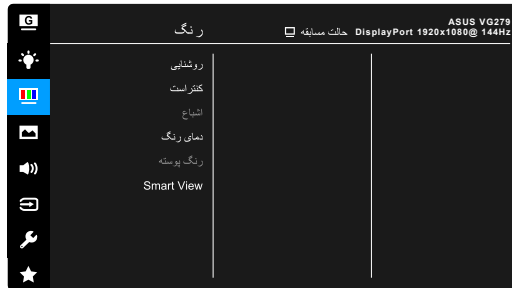 G
رنگ
حالت مسابقه
ASUS VG279
DisplayPort 1920x1080@ 144Hz
روشنایی
کنتراست
اشباع
دمای رنگ
رنگ پوسته
Smart View